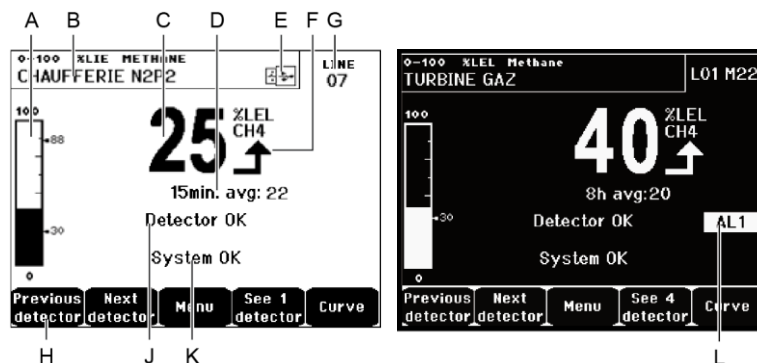 A B C D E F G
0-100 %LIE METHANE
CHAUFFERIE N2P2
LINE
07
100
88
30
0
25
%LEL
CH4
15min. avg: 22
Detector OK
System OK
Previous detector
Next detector
Menu
See 1 detector
Curve
H J K
0-100 %LEL Methane
TURBINE GAZ
L01 M22
100
30
0
40
%LEL
CH4
8h avg:20
Detector OK
AL1
System OK
Previous detector
Next detector
Menu
See 4 detector
Curve
L